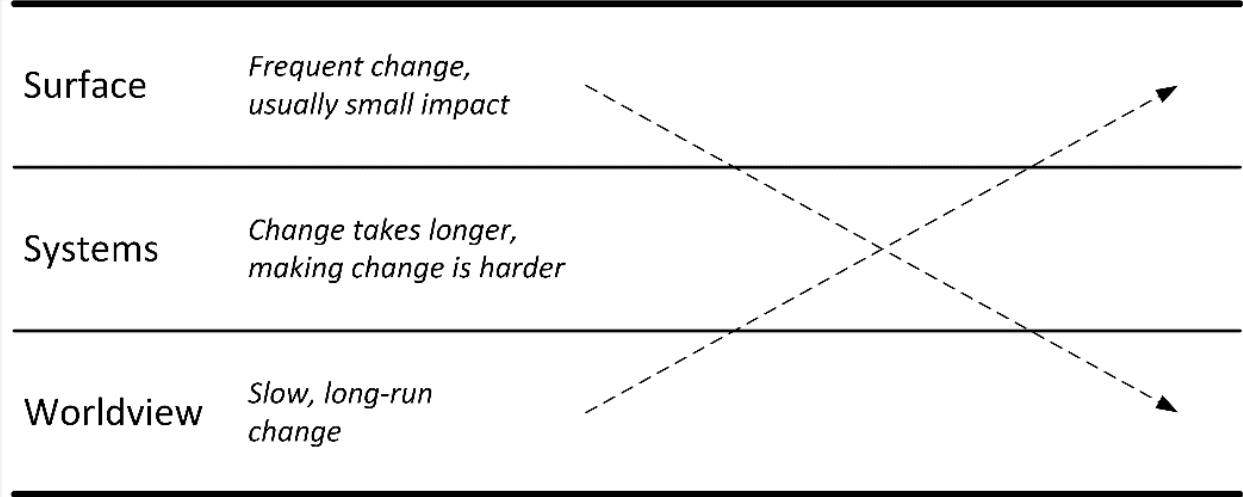 Surface
Frequent change,
usually small impact
Systems
Change takes longer,
making change is harder
Worldview
Slow, long-run
change